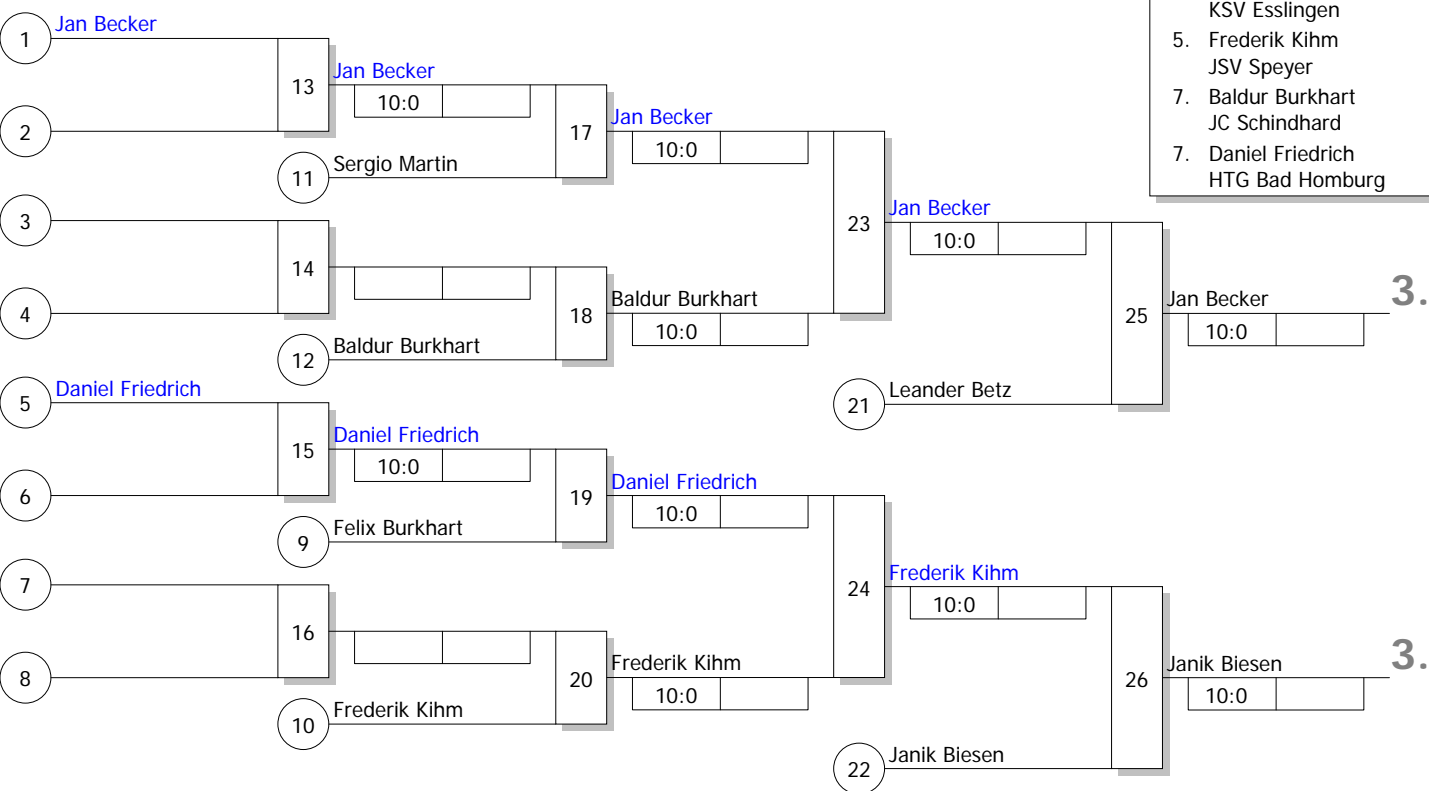 KSV Esslingen
5. Frederik Kihm
JSV Speyer
7. Baldur Burkhart
JC Schindhard
7. Daniel Friedrich
HTG Bad Homburg
1 Jan Becker
13 Jan Becker
10:0
2
17 Jan Becker
10:0
11 Sergio Martin
3
23 Jan Becker
10:0
14
4
18 Baldur Burkhart
10:0
25 Jan Becker 3.
10:0
12 Baldur Burkhart
5 Daniel Friedrich
21 Leander Betz
15 Daniel Friedrich
10:0
6
19 Daniel Friedrich
10:0
9 Felix Burkhart
7
24 Frederik Kihm
10:0
16
8
20 Frederik Kihm
10:0
26 Janik Biesen 3.
10:0
10 Frederik Kihm
22 Janik Biesen